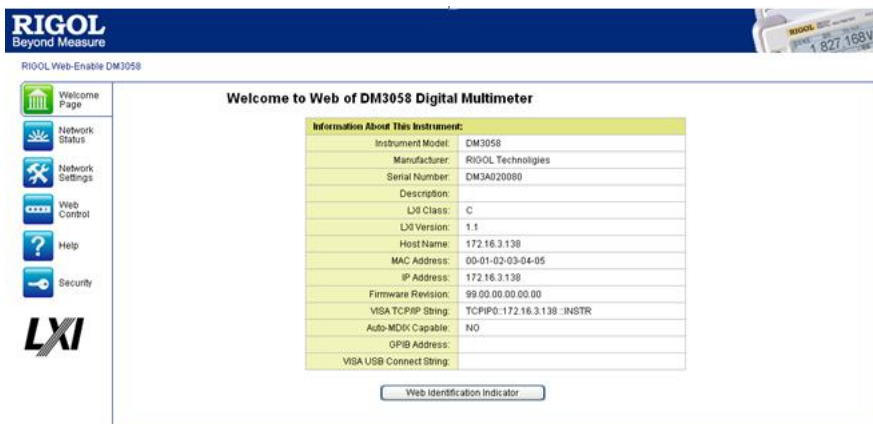 RIGOL
Beyond Measure
RIGOL
1.827,168V
RIGOL Web-Enable DM3058
Welcome Page
Network Status
Network Settings
Web Control
Help
Security
LXI
Welcome to Web of DM3058 Digital Multimeter
Information About This Instrument:
Instrument Model: DM3058
Manufacturer: RIGOL Technoligies
Serial Number: DM3A020080
Description:
LXI Class: C
LXI Version: 1.1
Host Name: 172.16.3.138
MAC Address: 00-01-02-03-04-05
IP Address: 172.16.3.138
Firmware Revision: 99.00.00.00.00.00
VISA TCP/IP String: TCPIP0::172.16.3.138::INSTR
Auto-MDIX Capable: NO
GPIB Address:
VISA USB Connect String:
Web Identification Indicator